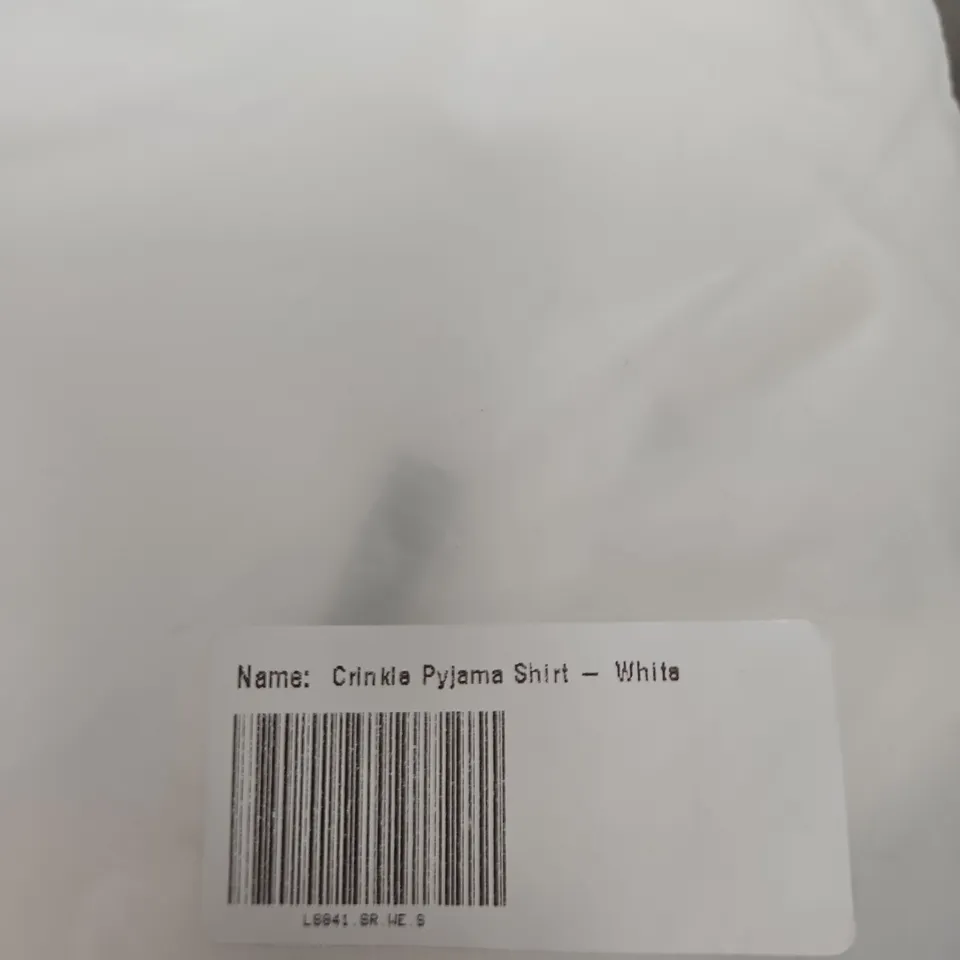 Name: Crinkle Pyjama Shirt – White
LS841.SR.WE.S